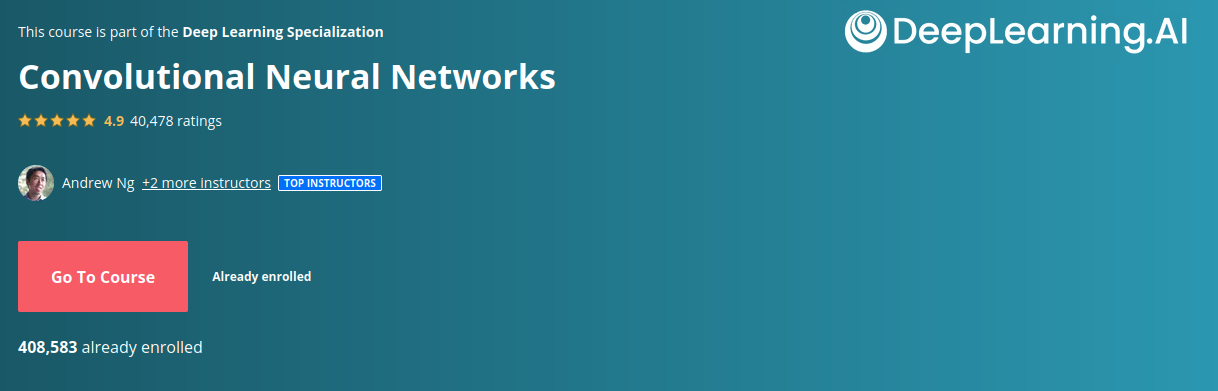 This course is part of the Deep Learning Specialization
DeepLearning.AI
Convolutional Neural Networks
4.9 40,478 ratings
Andrew Ng +2 more instructors TOP INSTRUCTORS
Go To Course Already enrolled
408,583 already enrolled